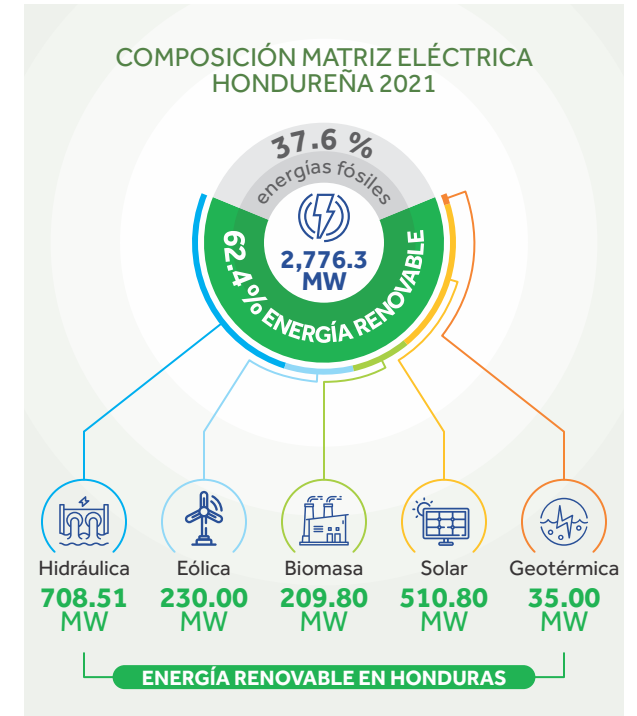 COMPOSICIÓN MATRIZ ELÉCTRICA
HONDUREÑA 2021
37.6 %
energías fósiles
2,776.3
MW
62.4 % ENERGÍA RENOVABLE
Hidráulica
708.51
MW
Eólica
230.00
MW
Biomasa
209.80
MW
Solar
510.80
MW
Geotérmica
35.00
MW
ENERGÍA RENOVABLE EN HONDURAS